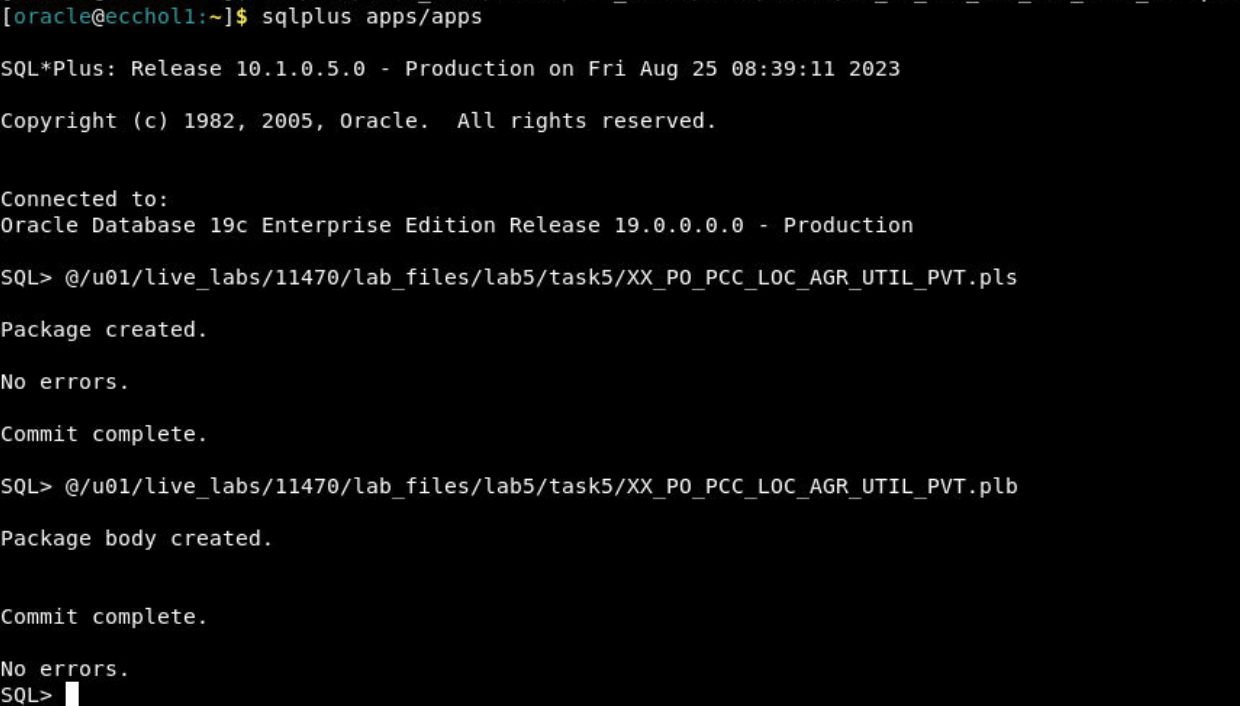 [oracle@ecchol1:~]$ sqlplus apps/apps
SQL*Plus: Release 10.1.0.5.0 - Production on Fri Aug 25 08:39:11 2023
Copyright (c) 1982, 2005, Oracle.  All rights reserved.
Connected to:
Oracle Database 19c Enterprise Edition Release 19.0.0.0.0 - Production
SQL> @/u01/live_labs/11470/lab_files/lab5/task5/XX_PO_PCC_LOC_AGR_UTIL_PVT.pls
Package created.
No errors.
Commit complete.
SQL> @/u01/live_labs/11470/lab_files/lab5/task5/XX_PO_PCC_LOC_AGR_UTIL_PVT.plb
Package body created.
Commit complete.
No errors.
SQL>